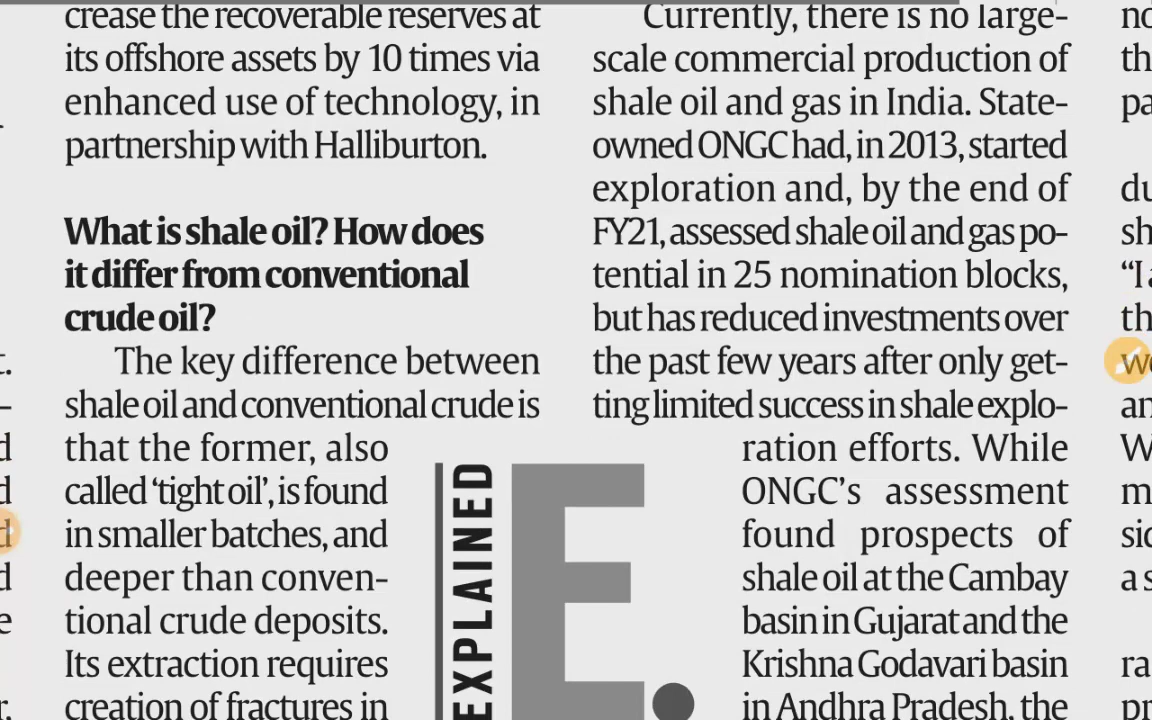 crease the recoverable reserves at
its offshore assets by 10 times via
enhanced use of technology, in
partnership with Halliburton.
What is shale oil? How does
it differ from conventional
crude oil?
The key difference between
shale oil and conventional crude is
that the former, also
called ‘tight oil’, is found
in smaller batches, and
deeper than conven-
tional crude deposits.
Its extraction requires
creation of fractures in
EXPLAINED
E.
Currently, there is no large-
scale commercial production of
shale oil and gas in India. State-
owned ONGC had, in 2013, started
exploration and, by the end of
FY21, assessed shale oil and gas po-
tential in 25 nomination blocks,
but has reduced investments over
the past few years after only get-
ting limited success in shale explo-
ration efforts. While
ONGC’s assessment
found prospects of
shale oil at the Cambay
basin in Gujarat and the
Krishna Godavari basin
in Andhra Pradesh, the